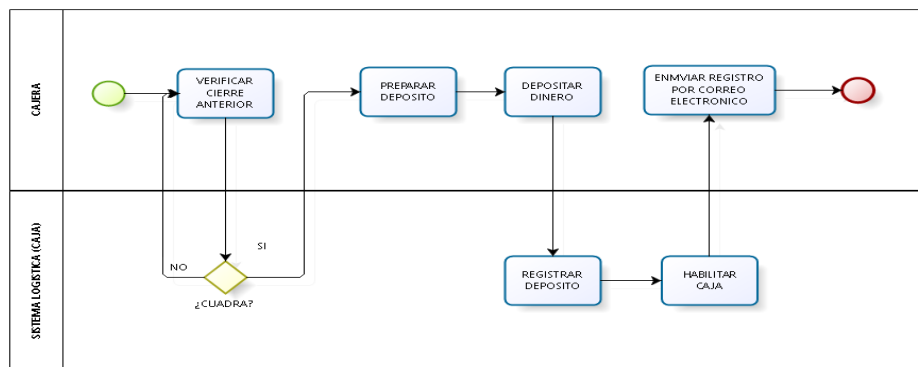 CAJERA
VERIFICAR
CIERRE
ANTERIOR
PREPARAR
DEPOSITO
DEPOSITAR
DINERO
ENMVIAR REGISTRO
POR CORREO
ELECTRONICO
SISTEMA LOGISTICA (CAJA)
SI
NO
¿CUADRA?
REGISTRAR
DEPOSITO
HABILITAR
CAJA